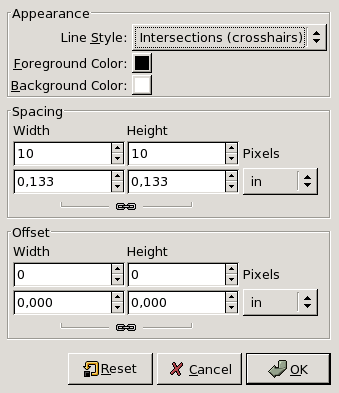 Appearance
Line Style: Intersections (crosshairs)
Foreground Color:
Background Color:
Spacing
Width Height
10 10 Pixels
0,133 0,133 in
Offset
Width Height
0 0 Pixels
0,000 0,000 in
Reset Cancel OK